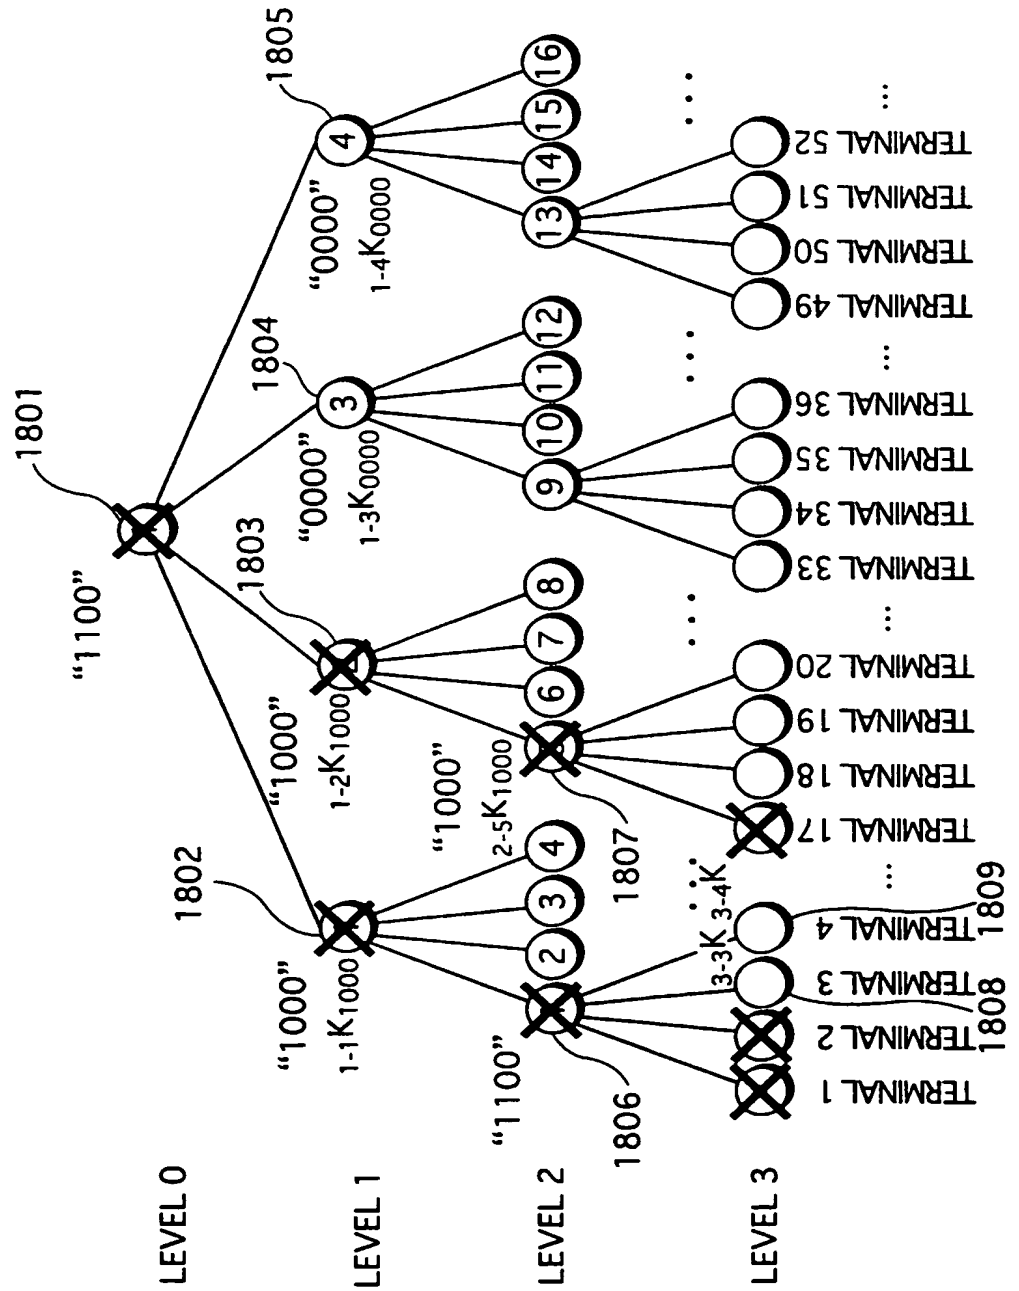 1801
"1100"
LEVEL 0
1802
1803
1804
1805
"1000"
"1000"
"0000"
"0000"
LEVEL 1
3
4
1-1K1000
1-2K1000
1-3K0000
1-4K0000
"1100"
"1000"
2-5K1000
LEVEL 2
2
3
4
6
7
8
9
10
11
12
13
14
15
16
1806
1807
3-3K
3-4K
...
...
...
...
LEVEL 3
TERMINAL 1
TERMINAL 2
TERMINAL 3
TERMINAL 4
...
TERMINAL 17
TERMINAL 18
TERMINAL 19
TERMINAL 20
...
TERMINAL 33
TERMINAL 34
TERMINAL 35
TERMINAL 36
...
TERMINAL 49
TERMINAL 50
TERMINAL 51
TERMINAL 52
...
1808
1809